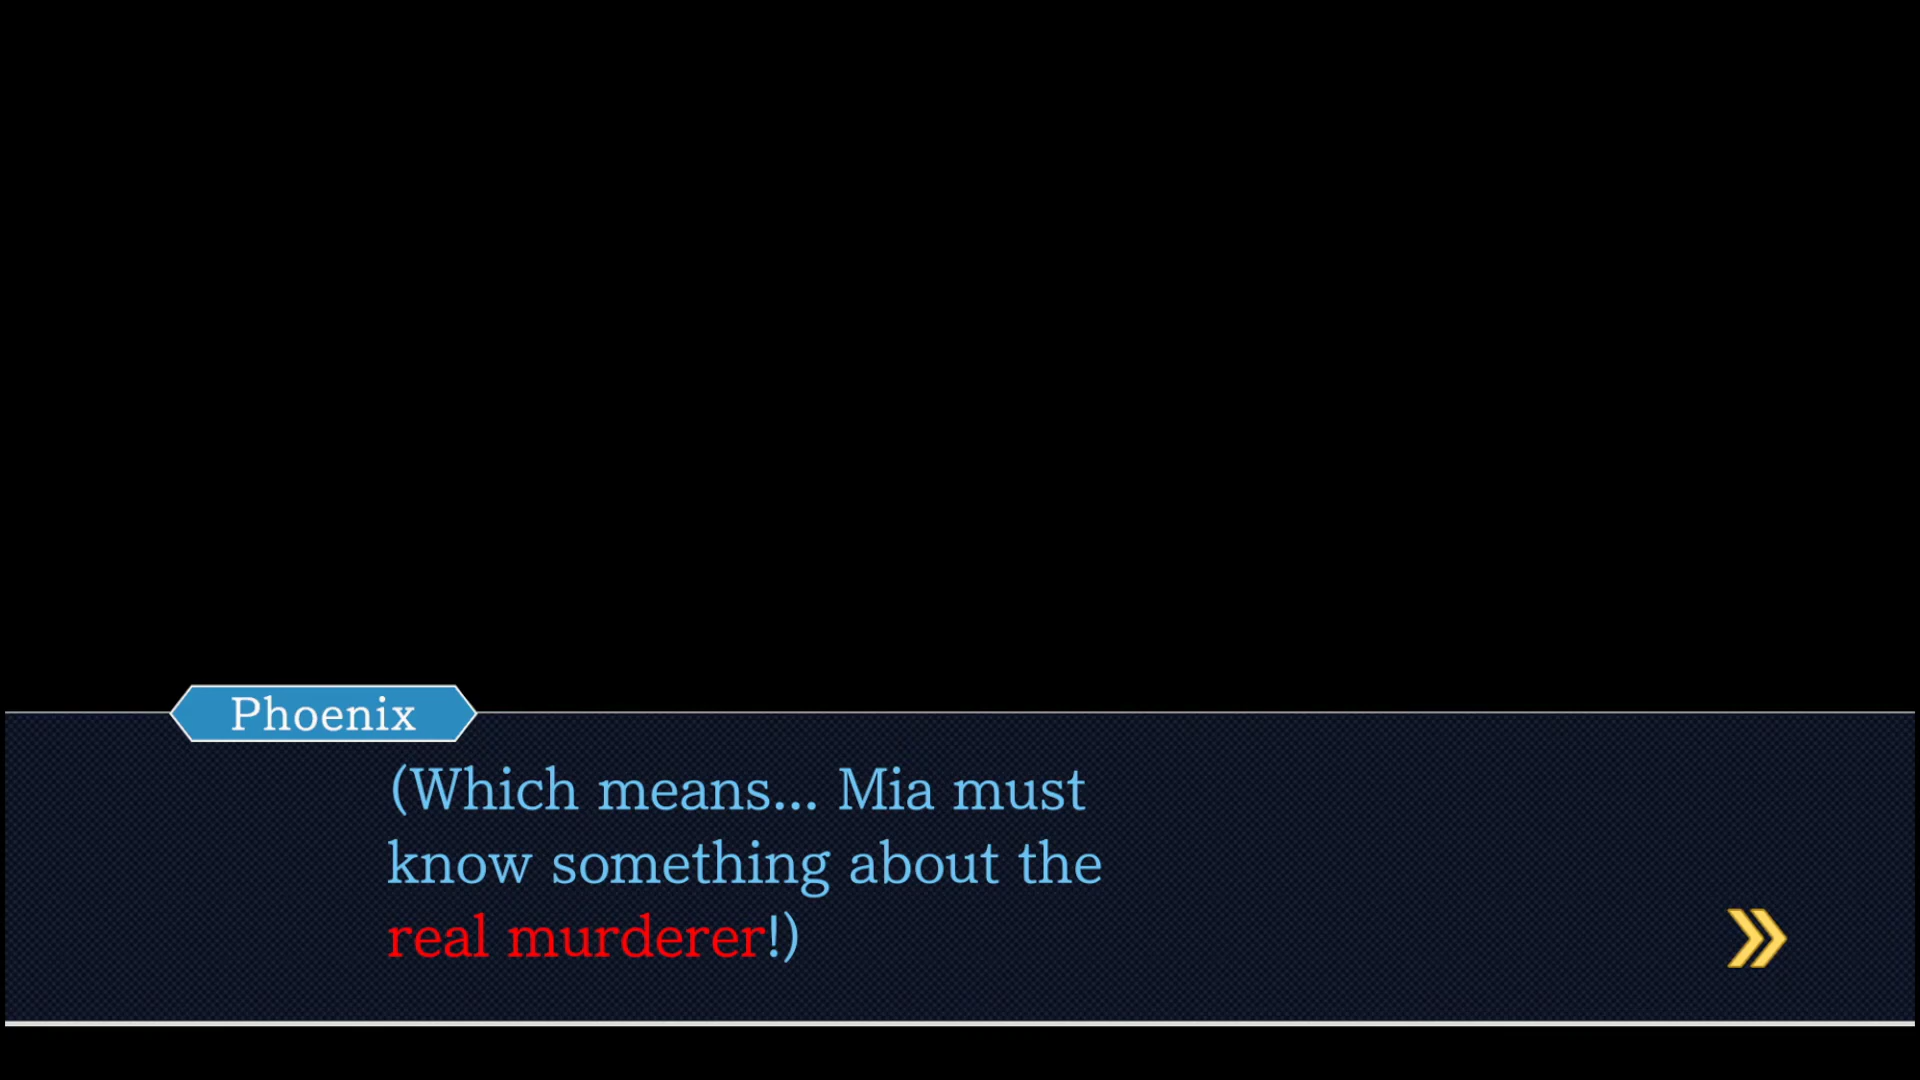 Phoenix
(Which means... Mia must
know something about the
real murderer!)